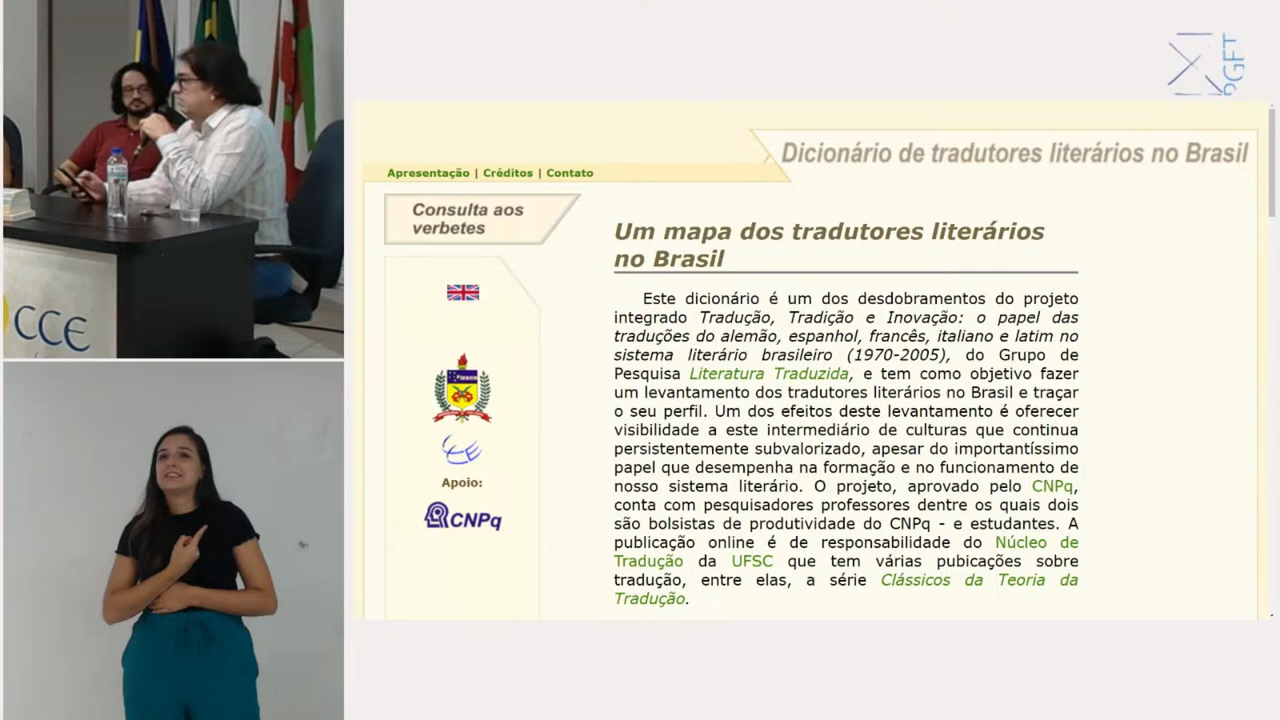 CCE
PGFT
Dicionário de tradutores literários no Brasil
Apresentação | Créditos | Contato
Consulta aos
verbetes
Apoio:
CNPq
Um mapa dos tradutores literários
no Brasil
Este dicionário é um dos desdobramentos do projeto
integrado Tradução, Tradição e Inovação: o papel das
traduções do alemão, espanhol, francês, italiano e latim no
sistema literário brasileiro (1970-2005), do Grupo de
Pesquisa Literatura Traduzida, e tem como objetivo fazer
um levantamento dos tradutores literários no Brasil e traçar
o seu perfil. Um dos efeitos deste levantamento é oferecer
visibilidade a este intermediário de culturas que continua
persistentemente subvalorizado, apesar do importantíssimo
papel que desempenha na formação e no funcionamento de
nosso sistema literário. O projeto, aprovado pelo CNPq,
conta com pesquisadores professores dentre os quais dois
são bolsistas de produtividade do CNPq - e estudantes. A
publicação online é de responsabilidade do Núcleo de
Tradução da UFSC que tem várias pubicações sobre
tradução, entre elas, a série Clássicos da Teoria da
Tradução.